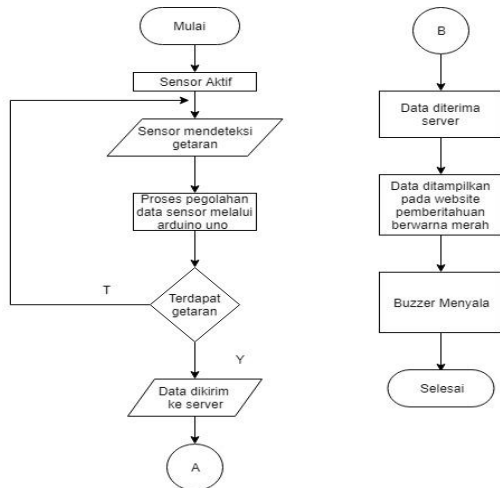 Mulai
Sensor Aktif
Sensor mendeteksi
getaran
Proses pegolahan
data sensor melalui
arduino uno
T
Terdapat
getaran
Y
Data dikirim
ke server
A
B
Data diterima
server
Data ditampilkan
pada website
pemberitahuan
berwarna merah
Buzzer Menyala
Selesai